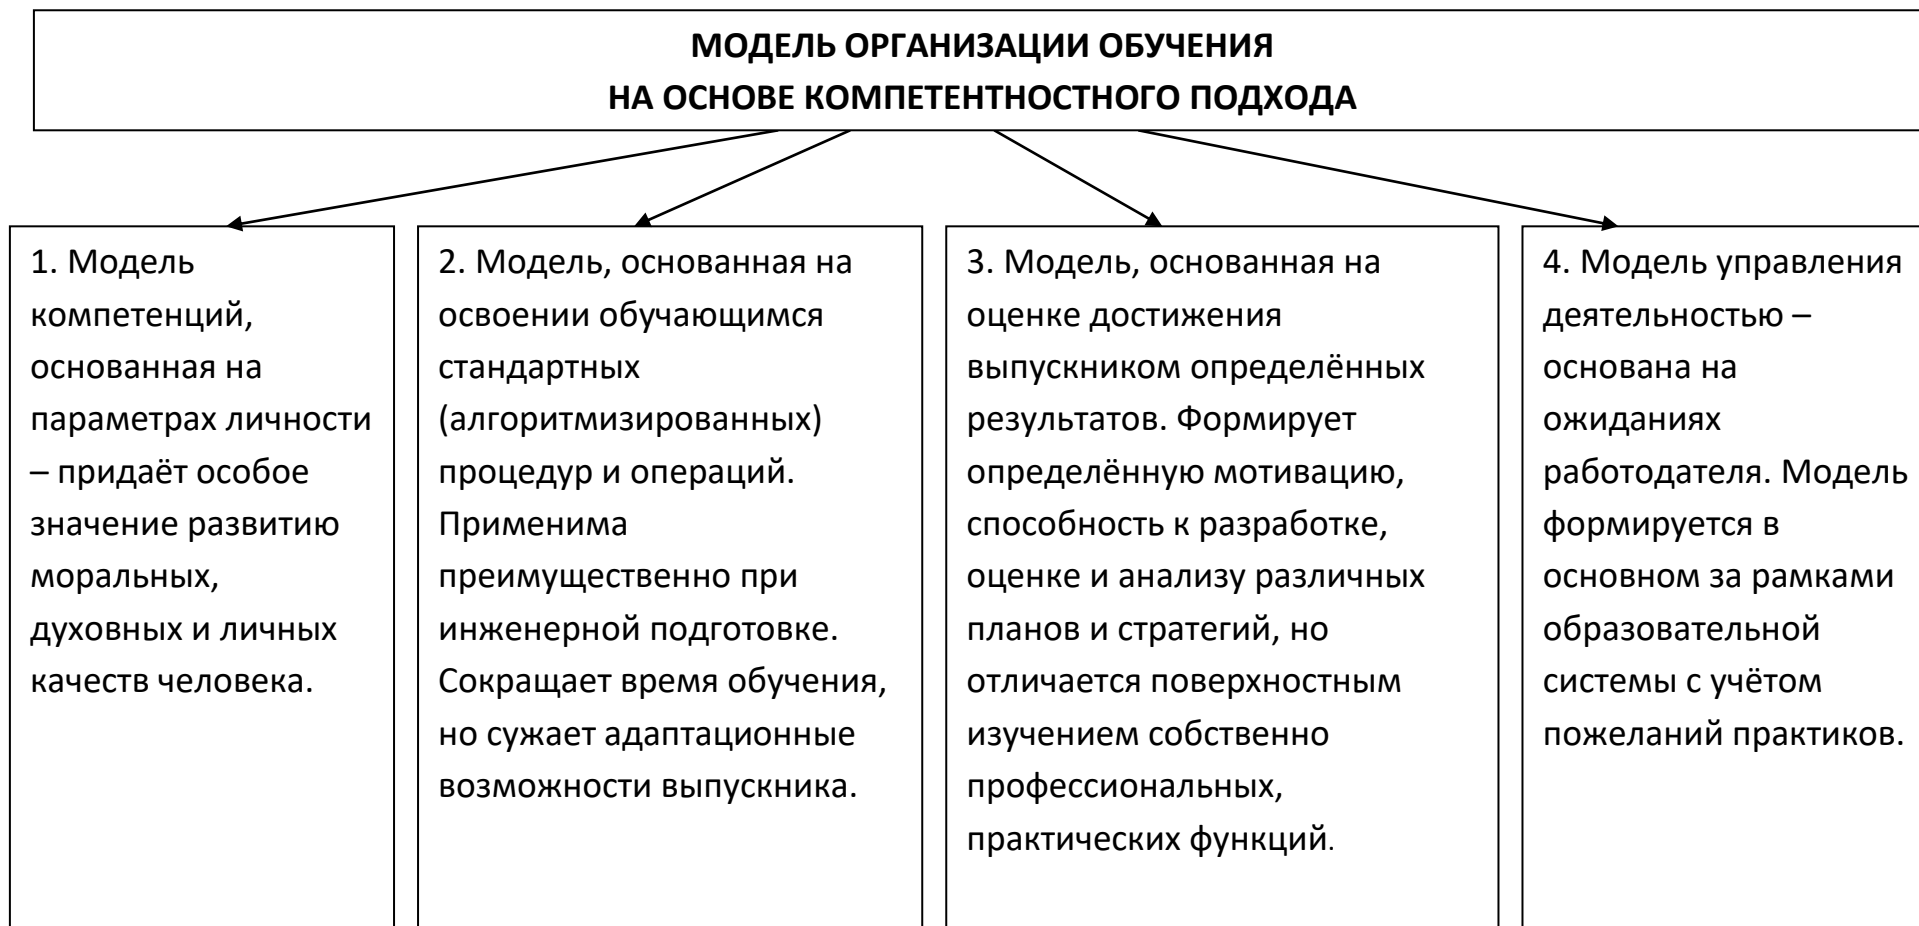 МОДЕЛЬ ОРГАНИЗАЦИИ ОБУЧЕНИЯ
НА ОСНОВЕ КОМПЕТЕНТНОСТНОГО ПОДХОДА
1. Модель
компетенций,
основанная на
параметрах личности
– придаёт особое
значение развитию
моральных,
духовных и личных
качеств человека.
2. Модель, основанная на
освоении обучающимся
стандартных
(алгоритмизированных)
процедур и операций.
Применима
преимущественно при
инженерной подготовке.
Сокращает время обучения,
но сужает адаптационные
возможности выпускника.
3. Модель, основанная на
оценке достижения
выпускником определённых
результатов. Формирует
определённую мотивацию,
способность к разработке,
оценке и анализу различных
планов и стратегий, но
отличается поверхностным
изучением собственно
профессиональных,
практических функций.
4. Модель управления
деятельностью –
основана на
ожиданиях
работодателя. Модель
формируется в
основном за рамками
образовательной
системы с учётом
пожеланий практиков.